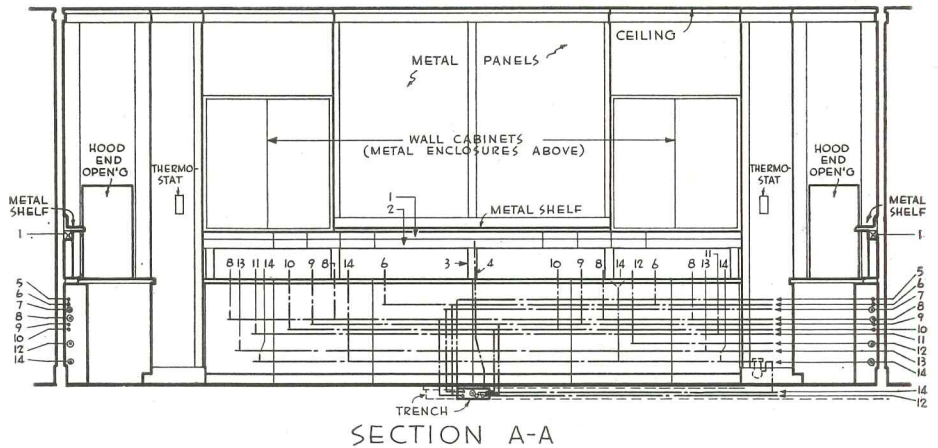 CEILING
METAL PANELS
WALL CABINETS
(METAL ENCLOSURES ABOVE)
HOOD
END
OPEN'G
THERMO-
STAT
METAL
SHELF
1
1
2
METAL SHELF
HOOD
END
OPEN'G
THERMO-
STAT
METAL
SHELF
1
8 13 11 14 10 9 8 14 6 3 4 10 9 8 14 12 6 8 13 11 14
5
6
7
8
9
10
12
14
5
6
7
8
9
10
11
12
13
14
14
12
TRENCH
SECTION A-A